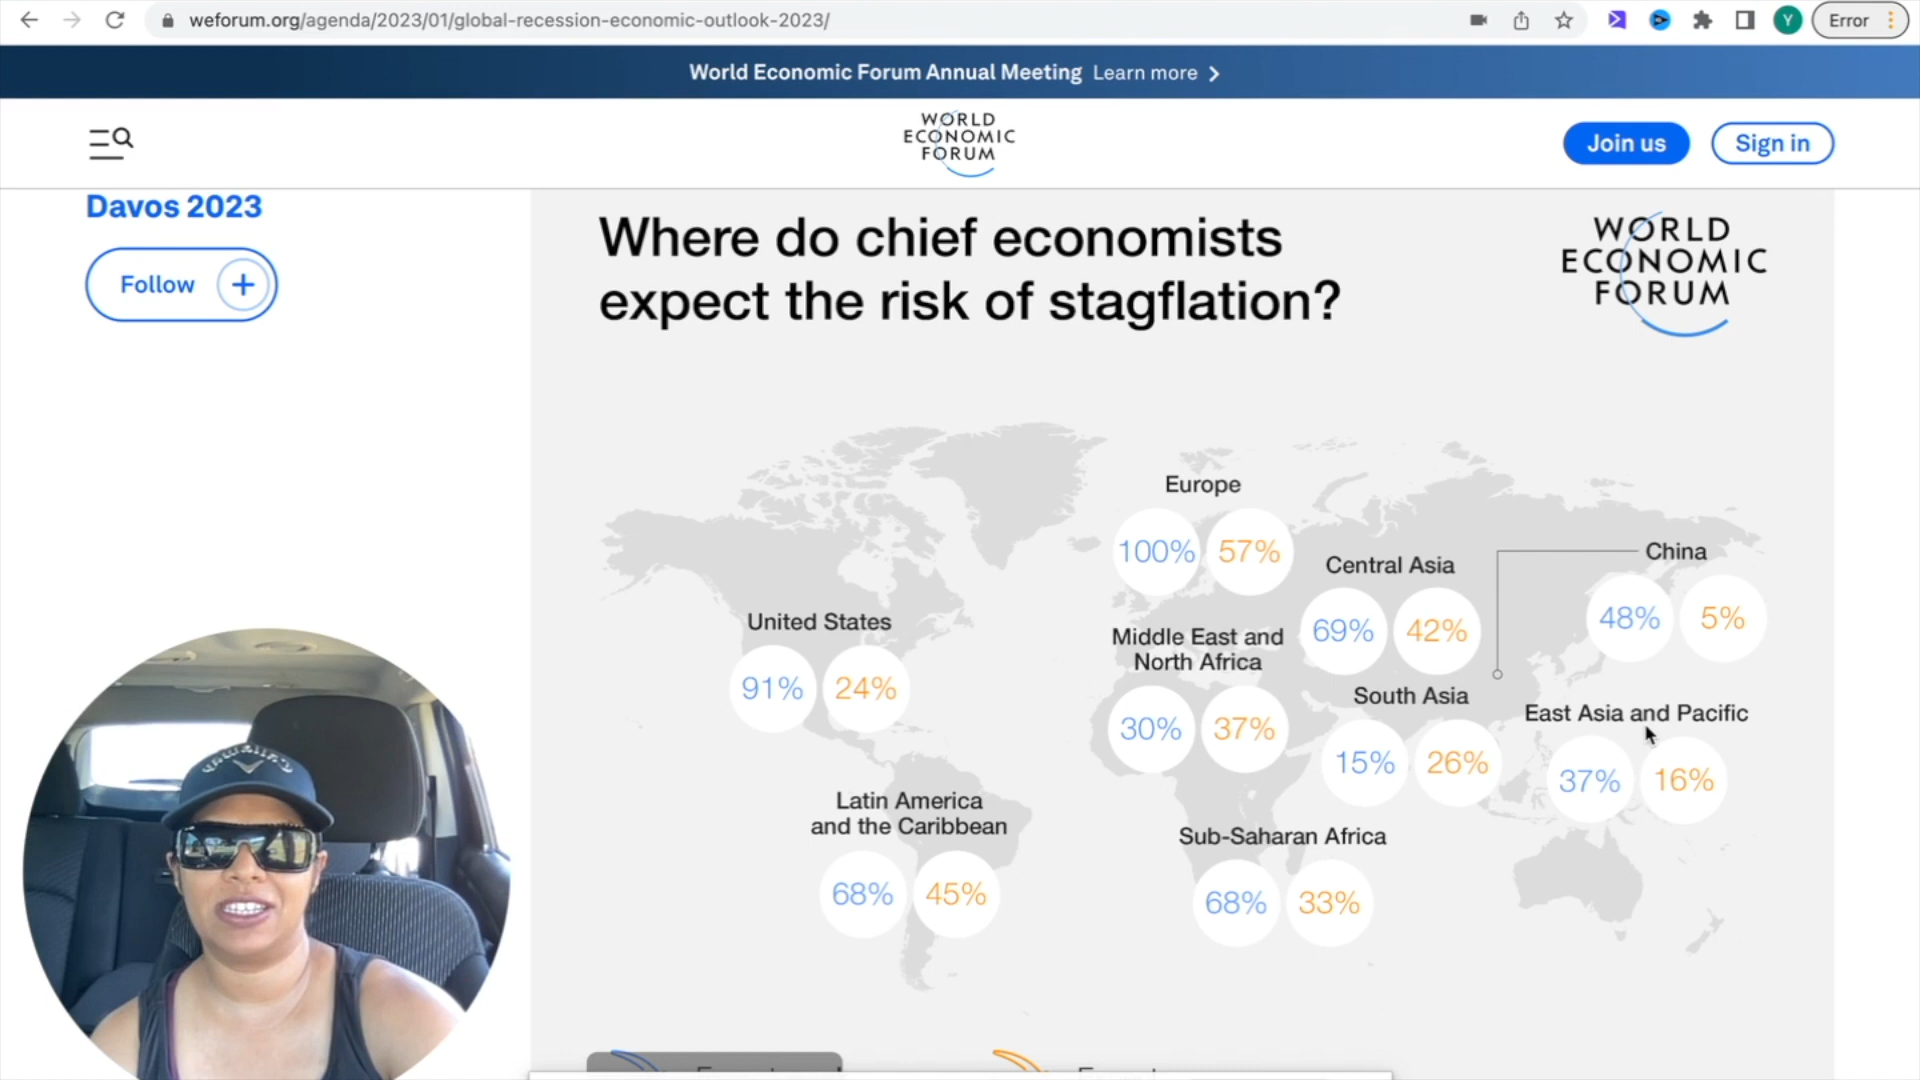 weforum.org/agenda/2023/01/global-recession-economic-outlook-2023/
Y
Error
World Economic Forum Annual Meeting Learn more
WORLD
ECONOMIC
FORUM
Join us
Sign in
Davos 2023
Follow
Where do chief economists
expect the risk of stagflation?
WORLD
ECONOMIC
FORUM
Europe
100% 57%
Central Asia
69% 42%
China
48% 5%
United States
91% 24%
Middle East and
North Africa
30% 37%
South Asia
15% 26%
East Asia and Pacific
37% 16%
Latin America
and the Caribbean
68% 45%
Sub-Saharan Africa
68% 33%